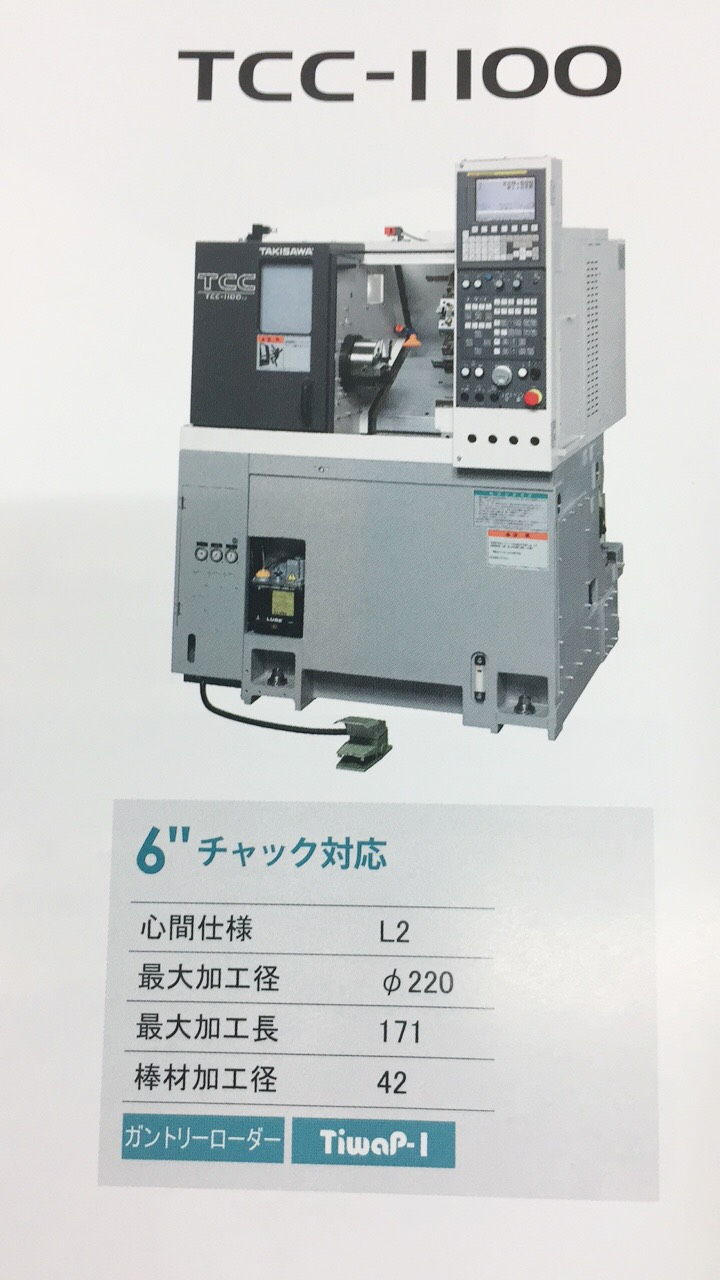 TCC-1100
TAKISAWA
TCC
TCC-1100
LUBE
6"チャック対応
心間仕様 L2
最大加工径 φ220
最大加工長 171
棒材加工径 42
ガントリーローダー TiwaP-1